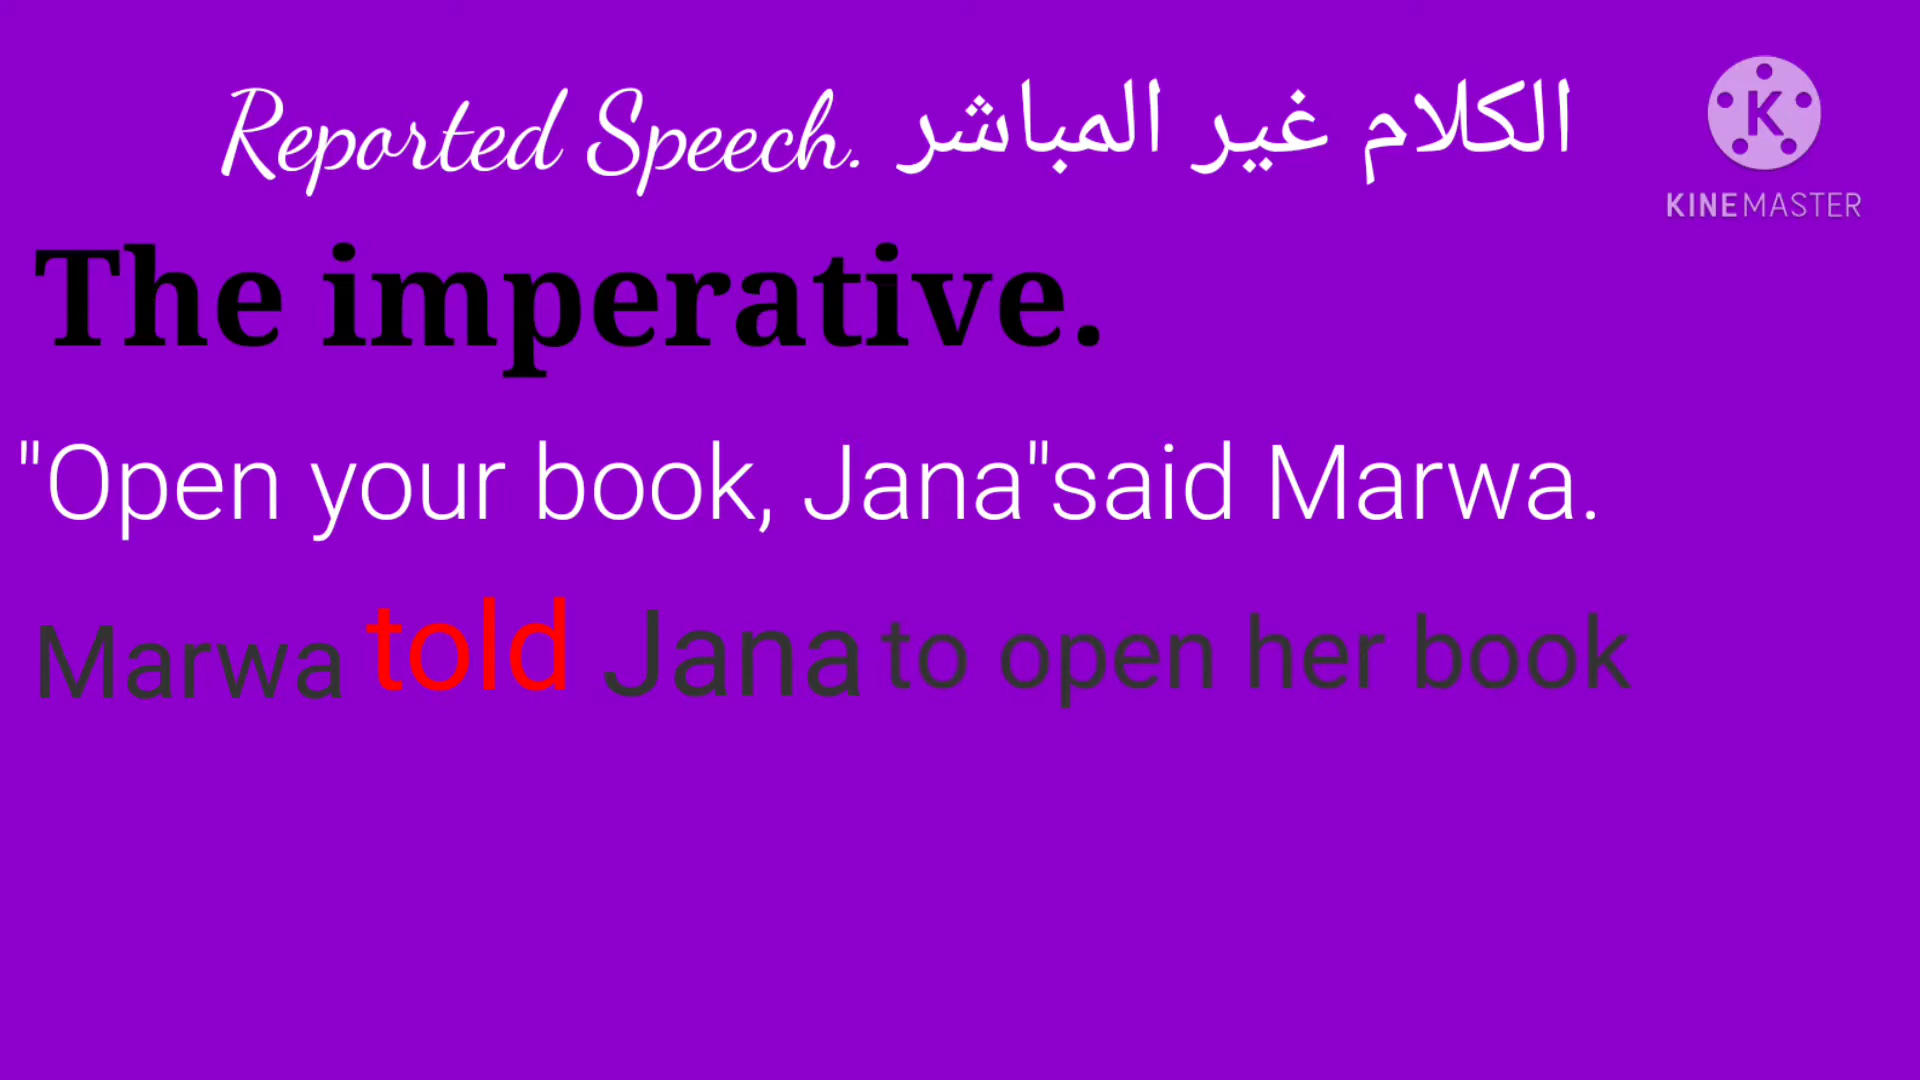 Reported Speech. الكلام غير المباشر
KINEMASTER
The imperative.
"Open your book, Jana"said Marwa.
Marwa told Jana to open her book